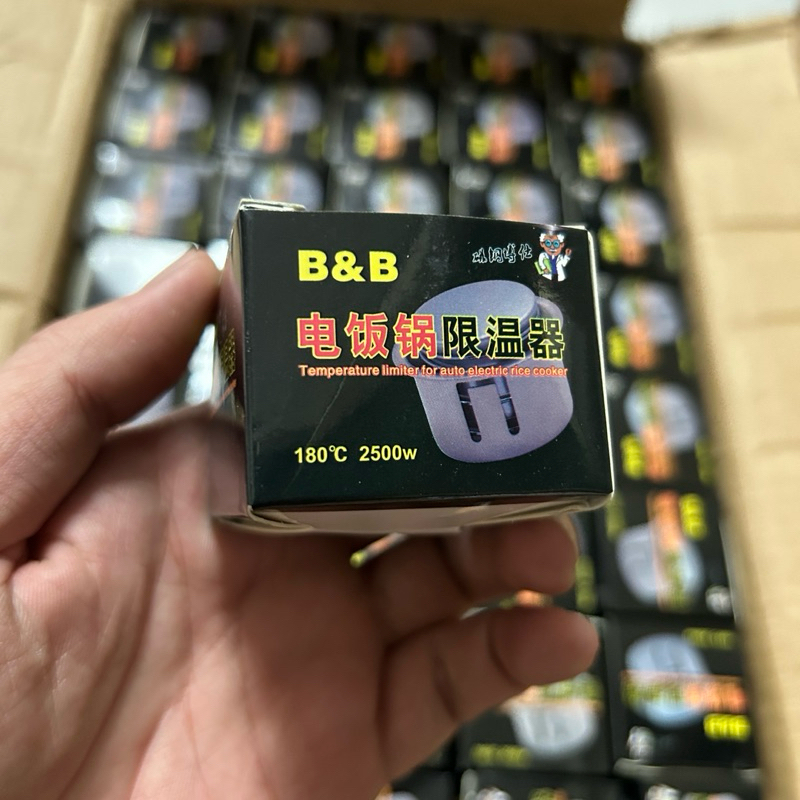 B&B
电饭锅限温器
Temperature limiter for auto electric rice cooker
180℃ 2500w